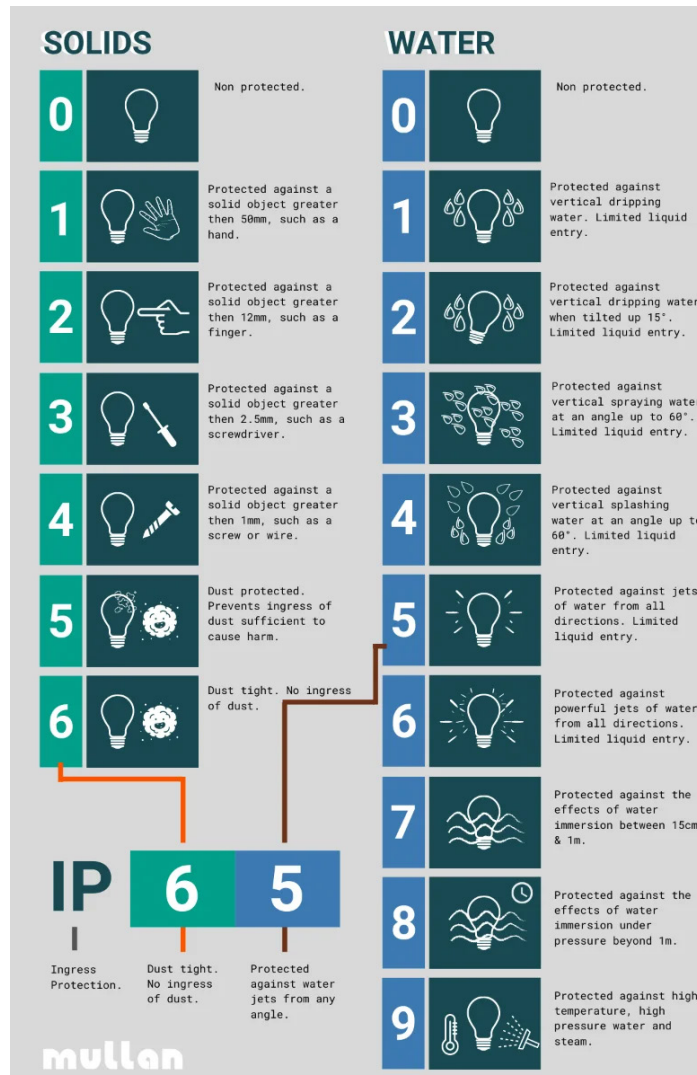 SOLIDS
0
Non protected.
1
Protected against a
solid object greater
then 50mm, such as a
hand.
2
Protected against a
solid object greater
then 12mm, such as a
finger.
3
Protected against a
solid object greater
then 2.5mm, such as a
screwdriver.
4
Protected against a
solid object greater
then 1mm, such as a
screw or wire.
5
Dust protected.
Prevents ingress of
dust sufficient to
cause harm.
6
Dust tight. No ingress
of dust.
WATER
0
Non protected.
1
Protected against
vertical dripping
water. Limited liquid
entry.
2
Protected against
vertical dripping water
when tilted up 15°.
Limited liquid entry.
3
Protected against
vertical spraying water
at an angle up to 60°.
Limited liquid entry.
4
Protected against
vertical splashing
water at an angle up to
60°. Limited liquid
entry.
5
Protected against jets
of water from all
directions. Limited
liquid entry.
6
Protected against
powerful jets of water
from all directions.
Limited liquid entry.
7
Protected against the
effects of water
immersion between 15cm
& 1m.
8
Protected against the
effects of water
immersion under
pressure beyond 1m.
9
Protected against high
temperature, high
pressure water and
steam.
IP 6 5
Ingress
Protection.
Dust tight.
No ingress
of dust.
Protected
against water
jets from any
angle.
mullan